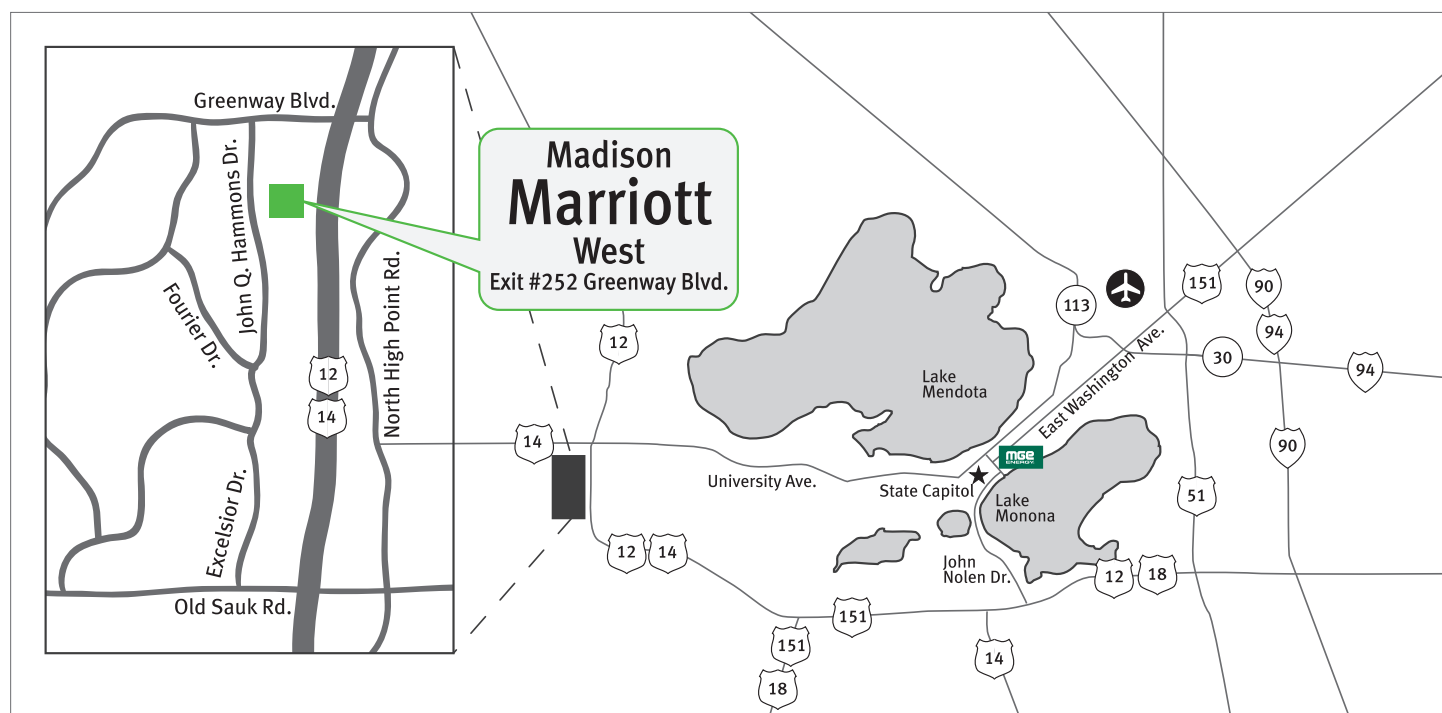 Greenway Blvd.
John Q. Hammons Dr.
Fourier Dr.
North High Point Rd.
12
14
Excelsior Dr.
Old Sauk Rd.
Madison
Marriott
West
Exit #252 Greenway Blvd.
12
14
University Ave.
12
14
151
151
18
14
Lake
Mendota
113
151
90
94
30
94
East Washington Ave.
mge
ENERGY
State Capitol
Lake
Monona
John
Nolen Dr.
90
51
12
18